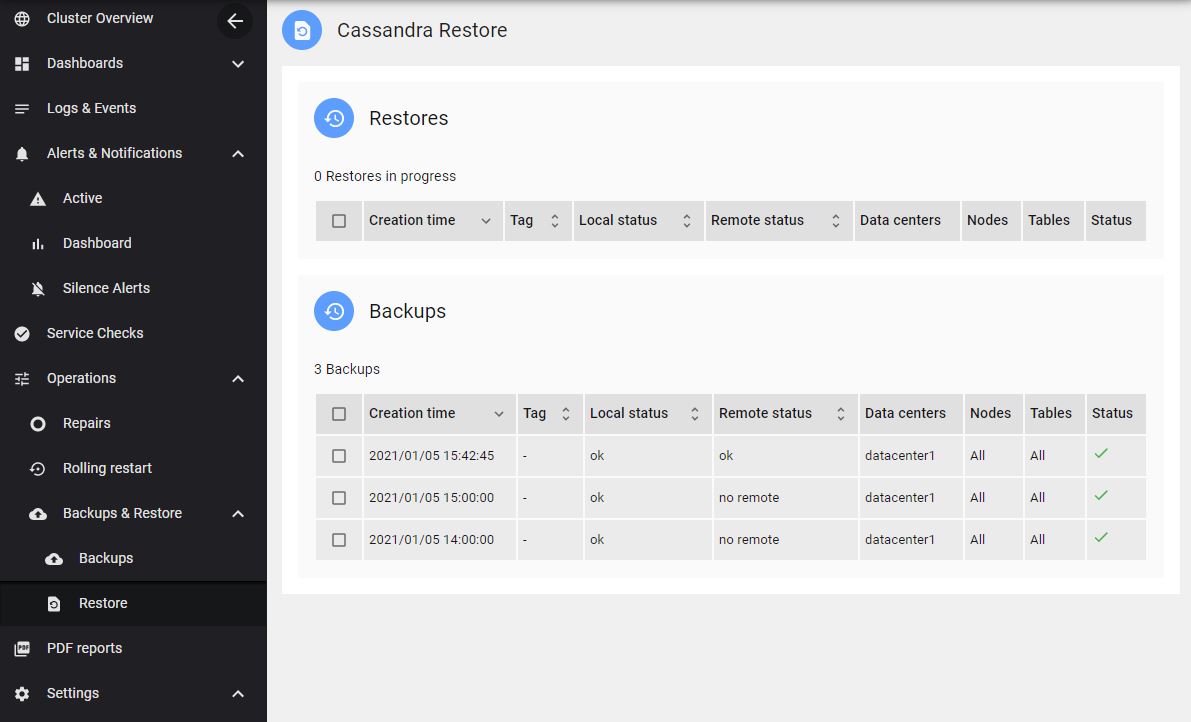 Cluster Overview
Dashboards
Logs & Events
Alerts & Notifications
Active
Dashboard
Silence Alerts
Service Checks
Operations
Repairs
Rolling restart
Backups & Restore
Backups
Restore
PDF PDF reports
Settings
Cassandra Restore
Restores
0 Restores in progress
Creation time Tag Local status Remote status Data centers Nodes Tables Status
Backups
3 Backups
Creation time Tag Local status Remote status Data centers Nodes Tables Status
2021/01/05 15:42:45 - ok ok datacenter1 All All
2021/01/05 15:00:00 - ok no remote datacenter1 All All
2021/01/05 14:00:00 - ok no remote datacenter1 All All